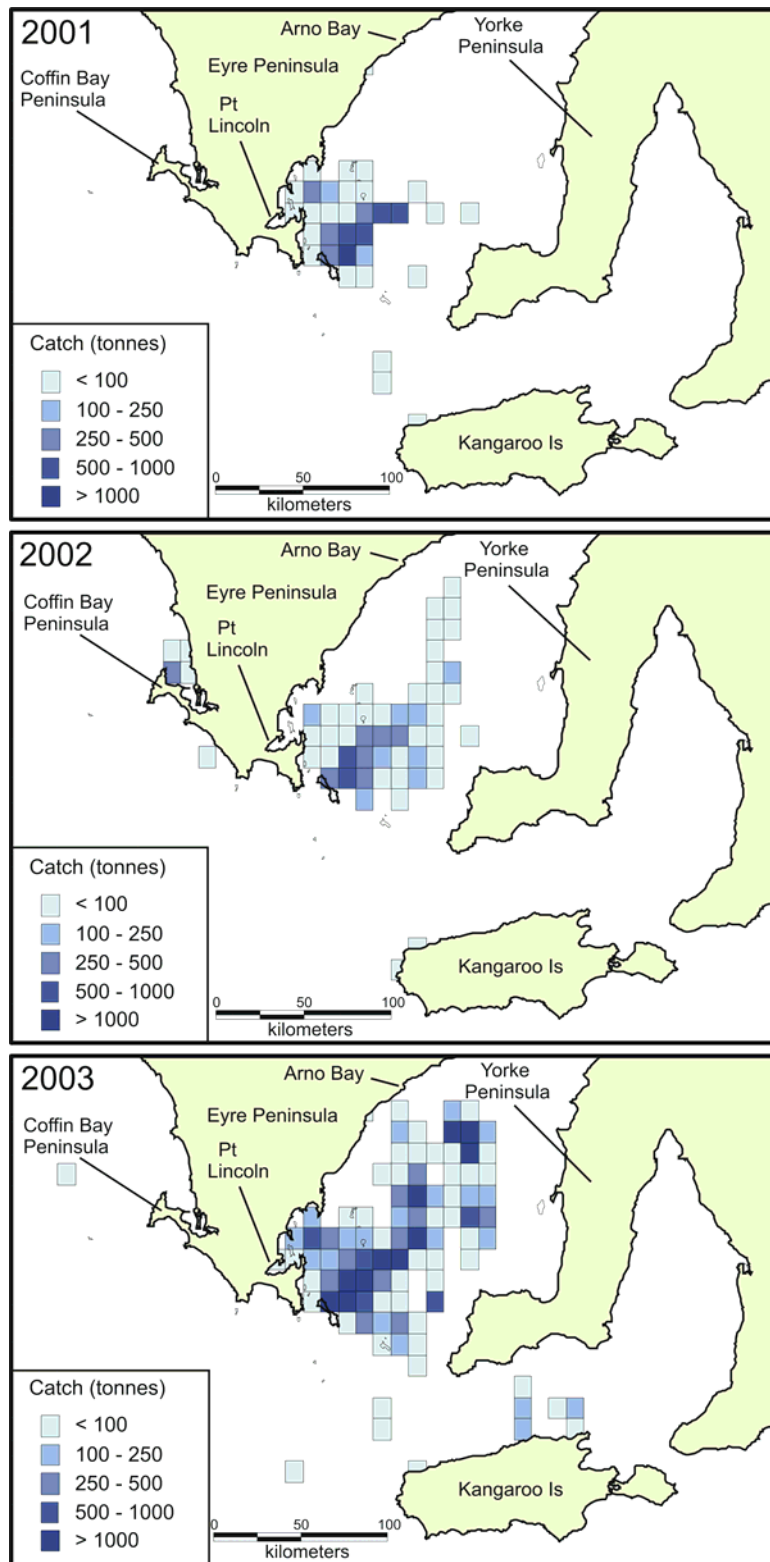 2001
Arno Bay
Yorke
Peninsula
Eyre Peninsula
Coffin Bay
Peninsula
Pt
Lincoln
Catch (tonnes)
< 100
100 - 250
250 - 500
500 - 1000
> 1000
Kangaroo Is
0 50 100
kilometers
2002
Arno Bay
Yorke
Peninsula
Eyre Peninsula
Coffin Bay
Peninsula
Pt
Lincoln
Catch (tonnes)
< 100
100 - 250
250 - 500
500 - 1000
> 1000
Kangaroo Is
0 50 100
kilometers
2003
Arno Bay
Yorke
Peninsula
Eyre Peninsula
Coffin Bay
Peninsula
Pt
Lincoln
Catch (tonnes)
< 100
100 - 250
250 - 500
500 - 1000
> 1000
Kangaroo Is
0 50 100
kilometers